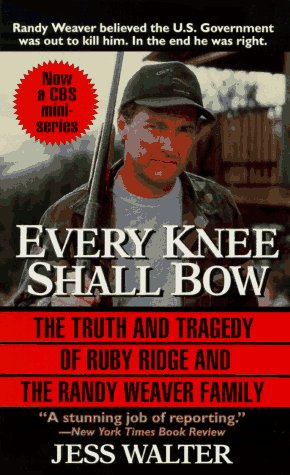 Randy Weaver believed the U.S. Government
was out to kill him. In the end he was right.
Now
a CBS
mini-
series
EVERY KNEE
SHALL BOW
THE TRUTH AND TRAGEDY
OF RUBY RIDGE AND
THE RANDY WEAVER FAMILY
"A stunning job of reporting."
—New York Times Book Review
JESS WALTER